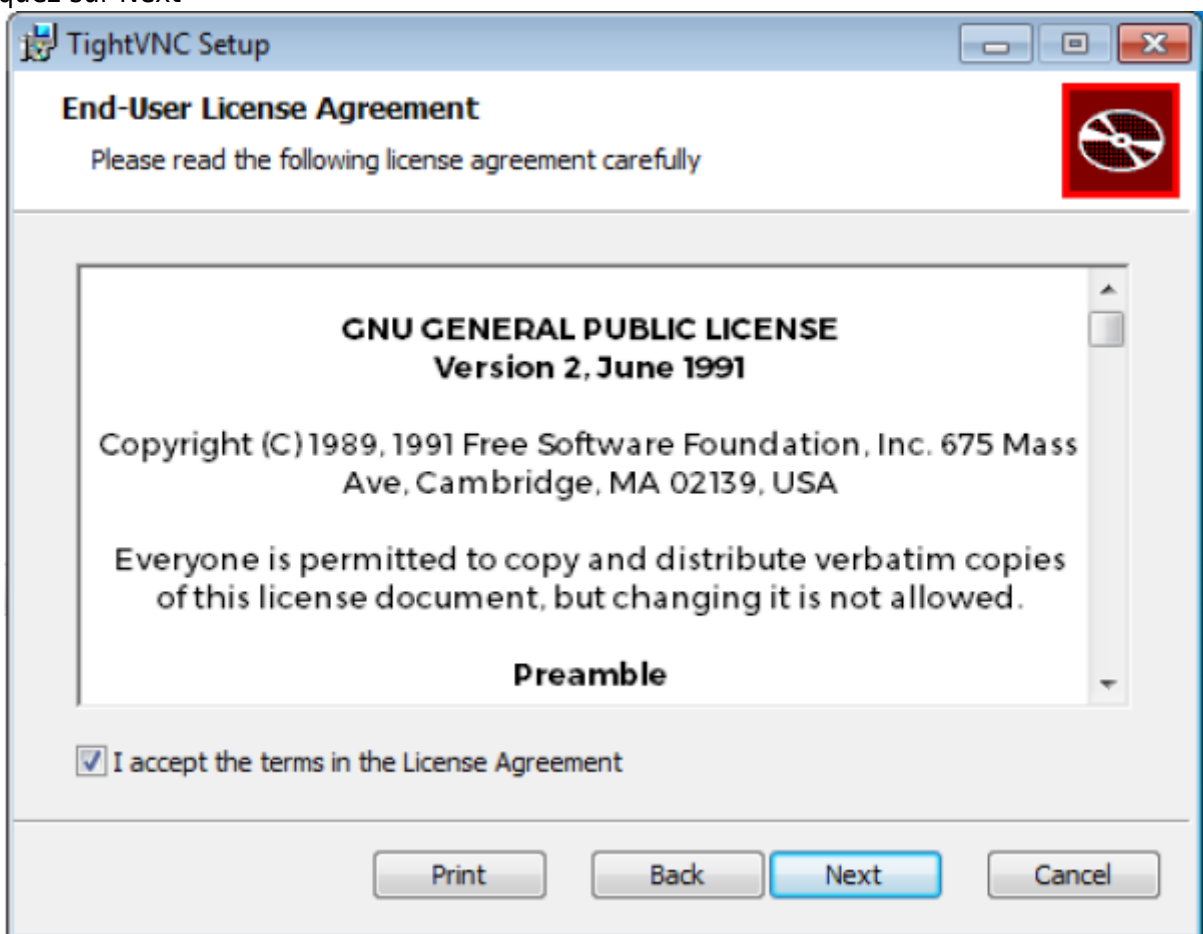 sur Next
TightVNC Setup
End-User License Agreement
Please read the following license agreement carefully
GNU GENERAL PUBLIC LICENSE
Version 2, June 1991
Copyright (C) 1989, 1991 Free Software Foundation, Inc. 675 Mass
Ave, Cambridge, MA 02139, USA
Everyone is permitted to copy and distribute verbatim copies
of this license document, but changing it is not allowed.
Preamble
I accept the terms in the License Agreement
Print Back Next Cancel